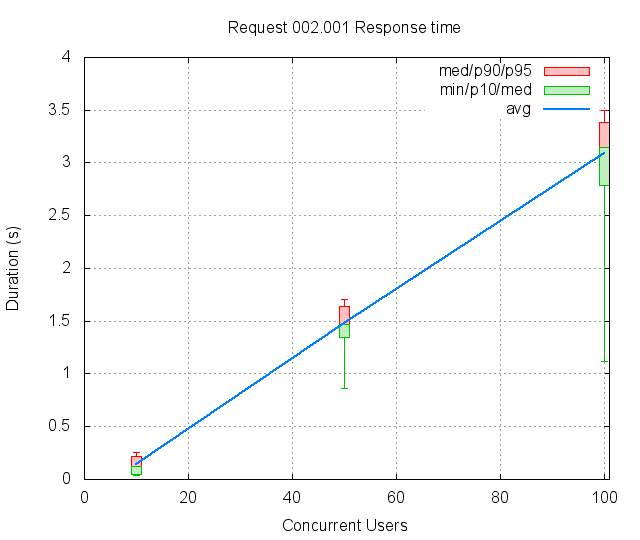 Request 002.001 Response time
4
3.5
3
2.5
2
1.5
1
0.5
0
0 20 40 60 80 100
Duration (s)
Concurrent Users
med/p90/p95
min/p10/med
avg